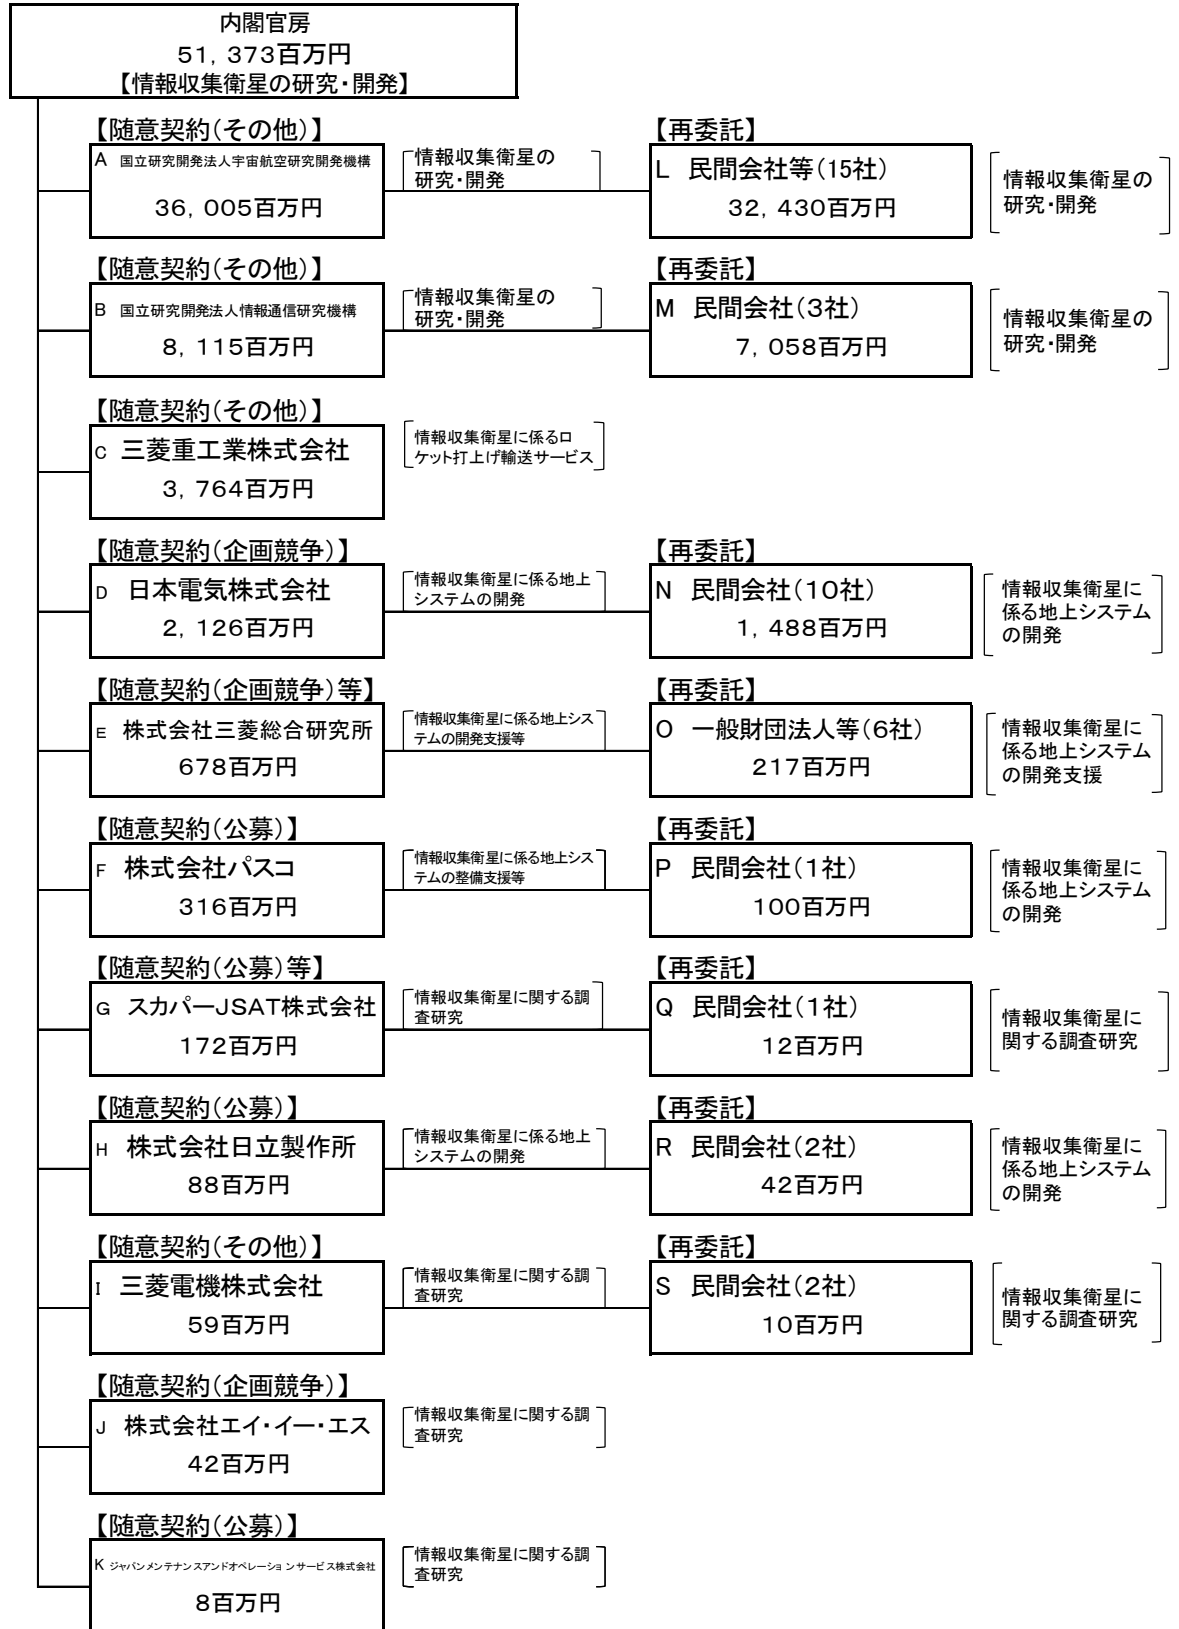 内閣官房
51，373百万円
【情報収集衛星の研究・開発】
【随意契約（その他）】
A 国立研究開発法人宇宙航空研究開発機構
36，005百万円
情報収集衛星の
研究・開発
【再委託】
L 民間会社等（15社）
32，430百万円
情報収集衛星の
研究・開発
【随意契約（その他）】
B 国立研究開発法人情報通信研究機構
8，115百万円
情報収集衛星の
研究・開発
【再委託】
M 民間会社（3社）
7，058百万円
情報収集衛星の
研究・開発
【随意契約（その他）】
C 三菱重工業株式会社
3，764百万円
情報収集衛星に係るロ
ケット打上げ輸送サービス
【随意契約（企画競争）】
D 日本電気株式会社
2，126百万円
情報収集衛星に係る地上
システムの開発
【再委託】
N 民間会社（10社）
1，488百万円
情報収集衛星に
係る地上システム
の開発
【随意契約（企画競争）等】
E 株式会社三菱総合研究所
678百万円
情報収集衛星に係る地上シス
テムの開発支援等
【再委託】
O 一般財団法人等（6社）
217百万円
情報収集衛星に
係る地上システム
の開発支援
【随意契約（公募）】
F 株式会社パスコ
316百万円
情報収集衛星に係る地上シス
テムの整備支援等
【再委託】
P 民間会社（1社）
100百万円
情報収集衛星に
係る地上システム
の開発
【随意契約（公募）等】
G スカパーJSAT株式会社
172百万円
情報収集衛星に関する調
査研究
【再委託】
Q 民間会社（1社）
12百万円
情報収集衛星に
関する調査研究
【随意契約（公募）】
H 株式会社日立製作所
88百万円
情報収集衛星に係る地上
システムの開発
【再委託】
R 民間会社（2社）
42百万円
情報収集衛星に
係る地上システム
の開発
【随意契約（その他）】
I 三菱電機株式会社
59百万円
情報収集衛星に関する調
査研究
【再委託】
S 民間会社（2社）
10百万円
情報収集衛星に
関する調査研究
【随意契約（企画競争）】
J 株式会社エイ・イー・エス
42百万円
情報収集衛星に関する調
査研究
【随意契約（公募）】
K ジャパンメンテナンスアンドオペレーションサービス株式会社
8百万円
情報収集衛星に関する調
査研究